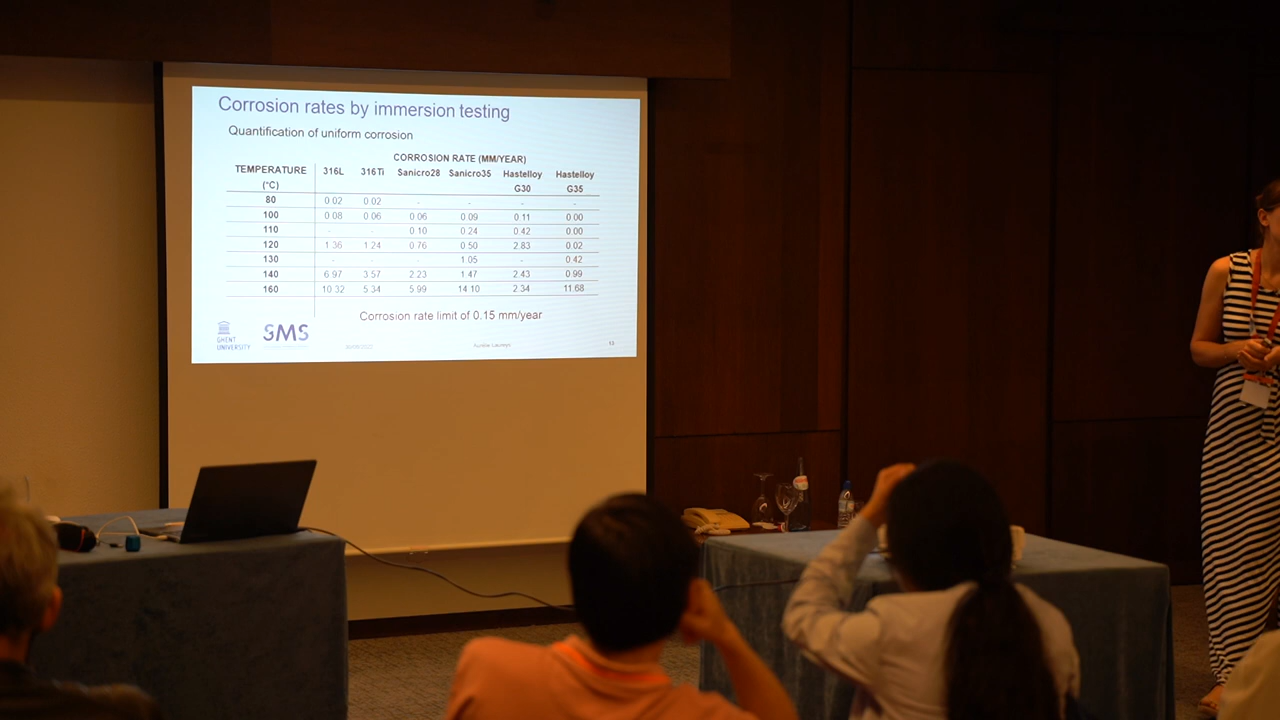 Corrosion rates by immersion testing
Quantification of uniform corrosion
CORROSION RATE (MM/YEAR)
TEMPERATURE (°C) 316L 316Ti Sanicro28 Sanicro35 Hastelloy G30 Hastelloy G35
80 0.02 0.02 - - - -
100 0.08 0.06 0.06 0.09 0.11 0.00
110 - - 0.10 0.24 0.42 0.00
120 1.36 1.24 0.76 0.50 2.83 0.02
130 - - - 1.05 - 0.42
140 6.97 3.57 2.23 1.47 2.43 0.99
160 10.32 5.34 5.99 14.10 2.34 11.68
Corrosion rate limit of 0.15 mm/year
GHENT
UNIVERSITY
SMS